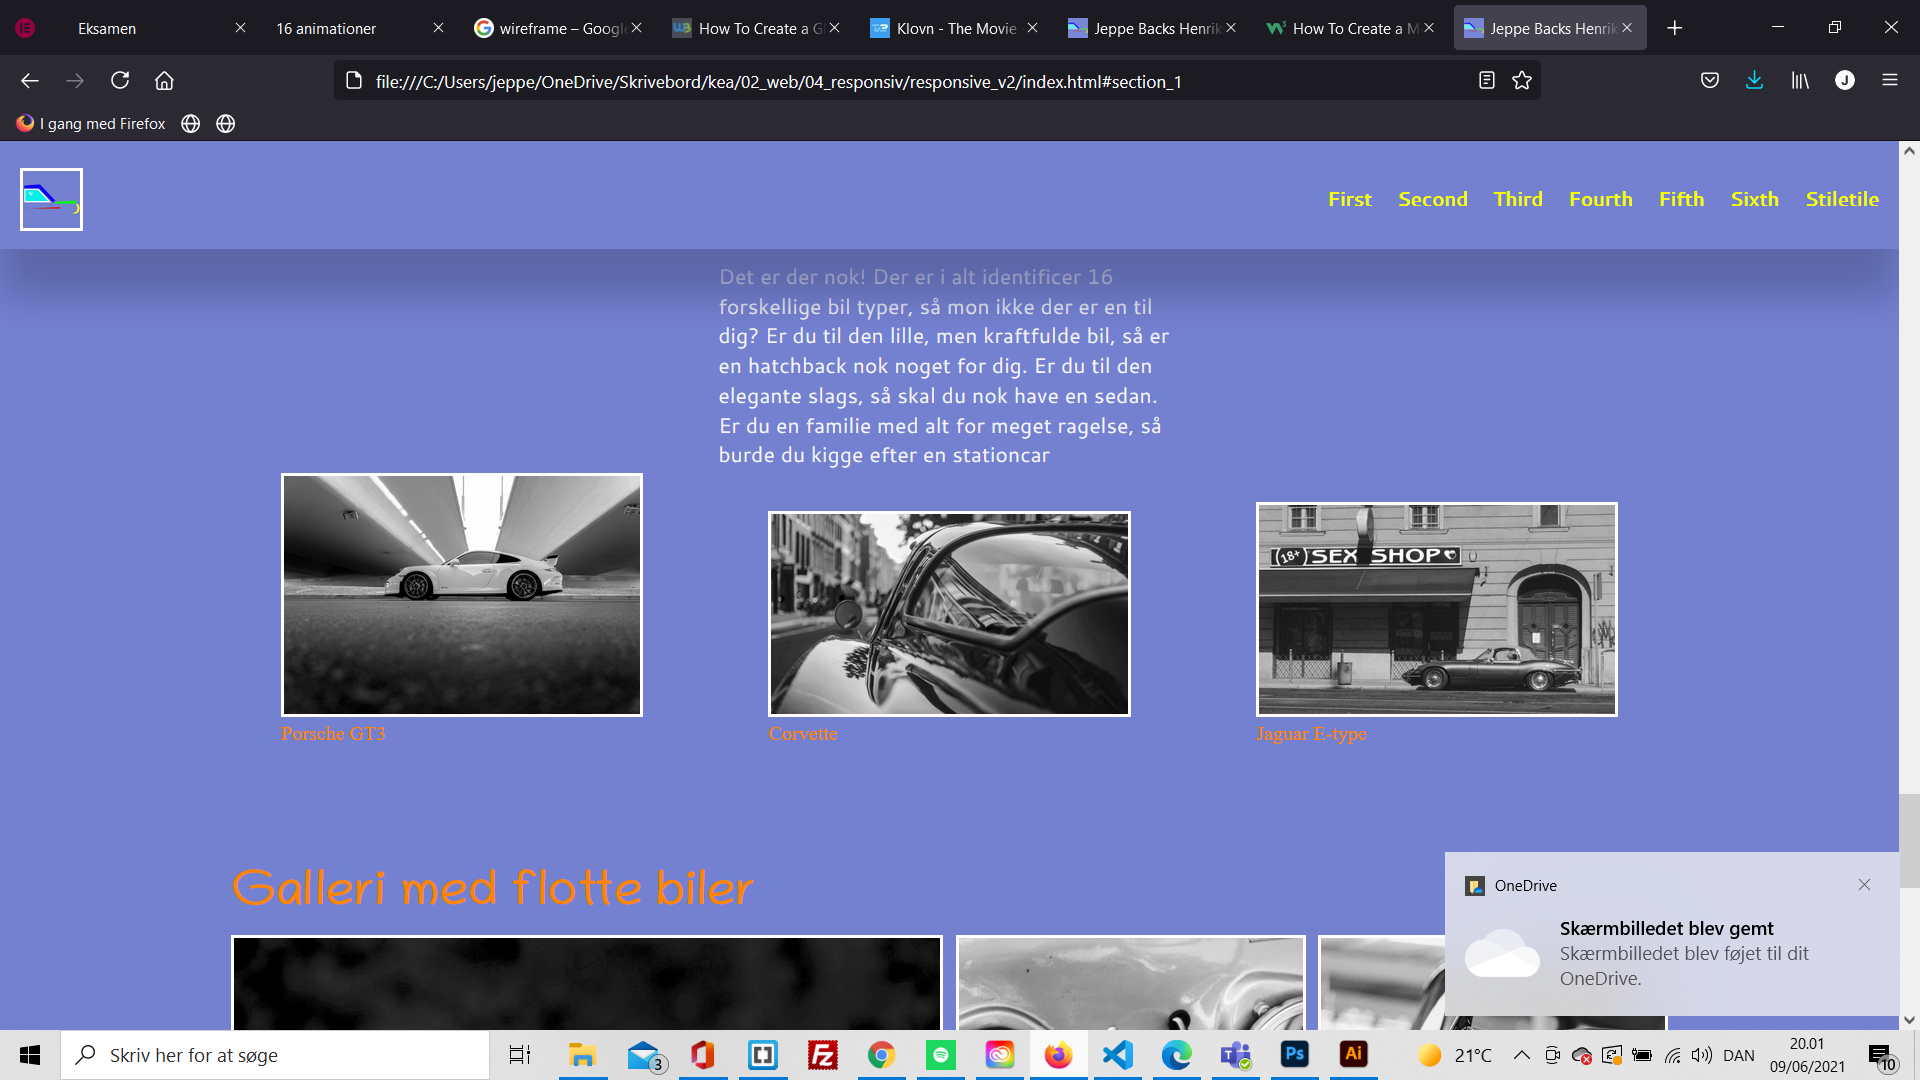 Eksamen
16 animationer
wireframe – Google
How To Create a G
Klovn - The Movie
Jeppe Backs Henrik
How To Create a M
Jeppe Backs Henrik
file:///C:/Users/jeppe/OneDrive/Skrivebord/kea/02_web/04_responsiv/responsive_v2/index.html#section_1
J
I gang med Firefox
First Second Third Fourth Fifth Sixth Stiletile
Det er der nok! Der er i alt identificer 16
forskellige bil typer, så mon ikke der er en til
dig? Er du til den lille, men kraftfulde bil, så er
en hatchback nok noget for dig. Er du til den
elegante slags, så skal du nok have en sedan.
Er du en familie med alt for meget ragelse, så
burde du kigge efter en stationcar
(18+) SEX SHOP
Porsche GT3
Corvette
Jaguar E-type
Galleri med flotte biler
OneDrive
Skærmbilledet blev gemt
Skærmbilledet blev føjet til dit
OneDrive.
Skriv her for at søge
3
Ps
Ai
21°C
DAN
20.01
09/06/2021
10